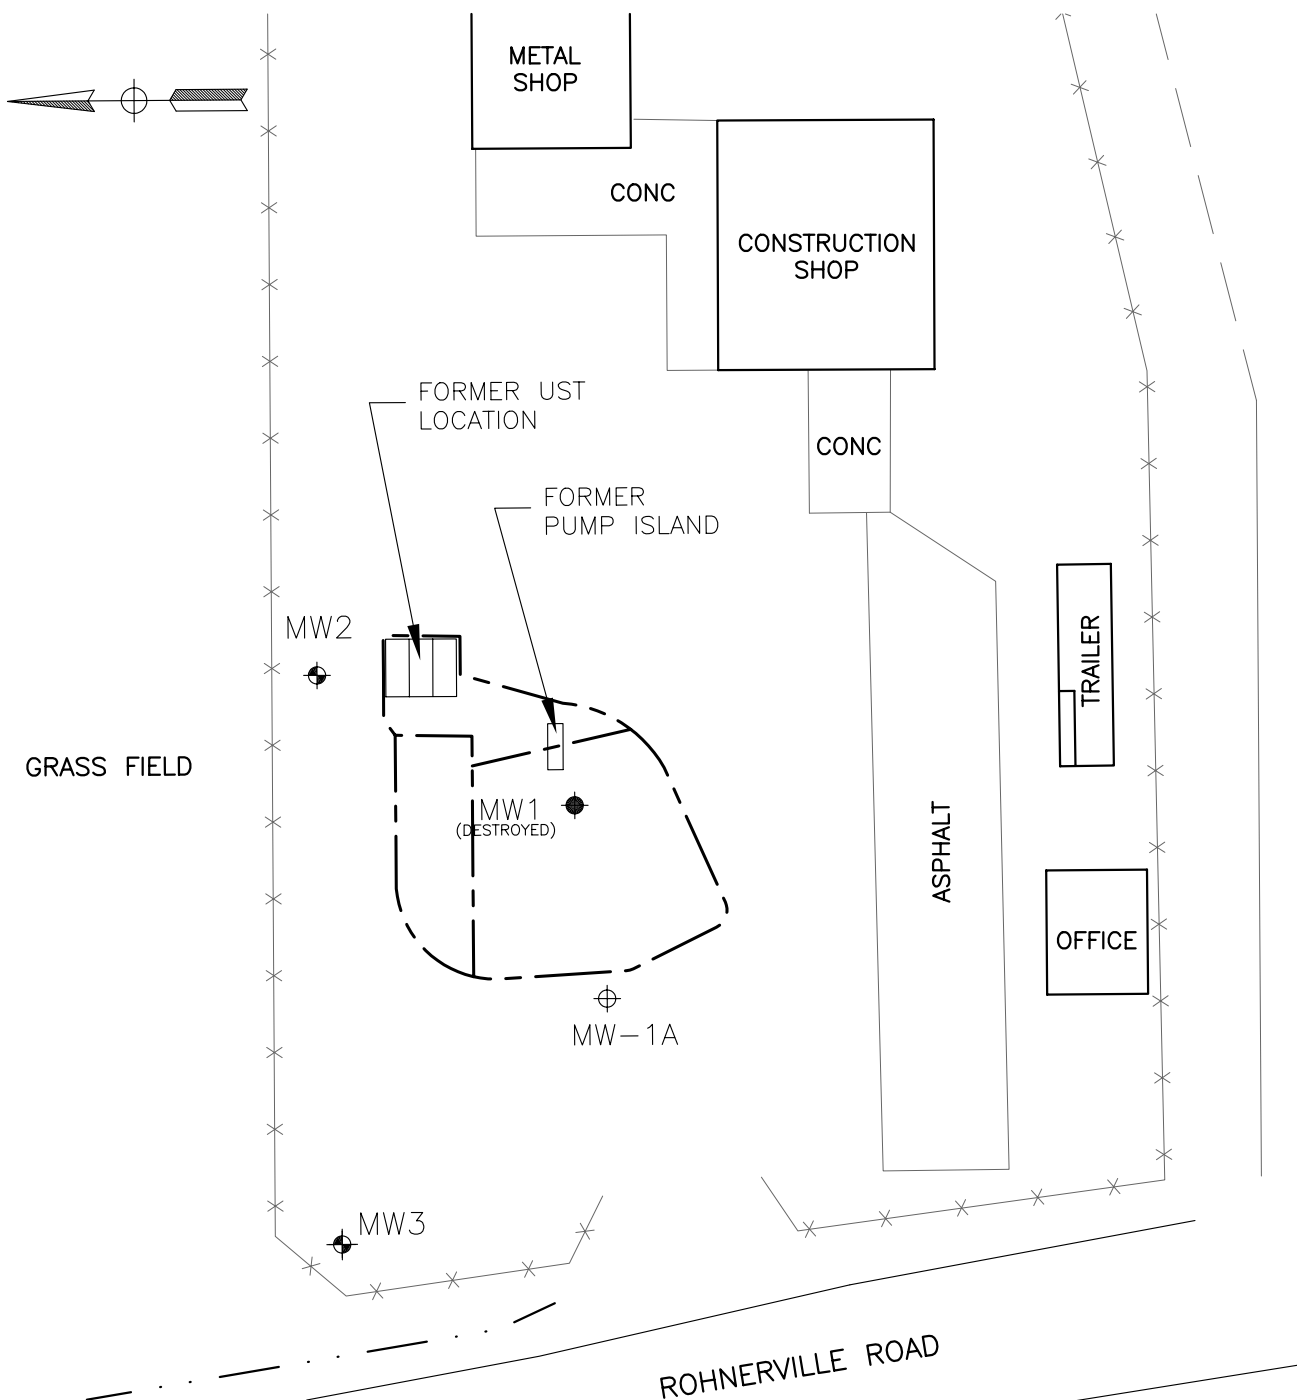 METAL
SHOP
CONC
CONSTRUCTION
SHOP
FORMER UST
LOCATION
CONC
FORMER
PUMP ISLAND
MW2
TRAILER
GRASS FIELD
MW1
(DESTROYED)
ASPHALT
OFFICE
MW-1A
MW3
ROHNERVILLE ROAD